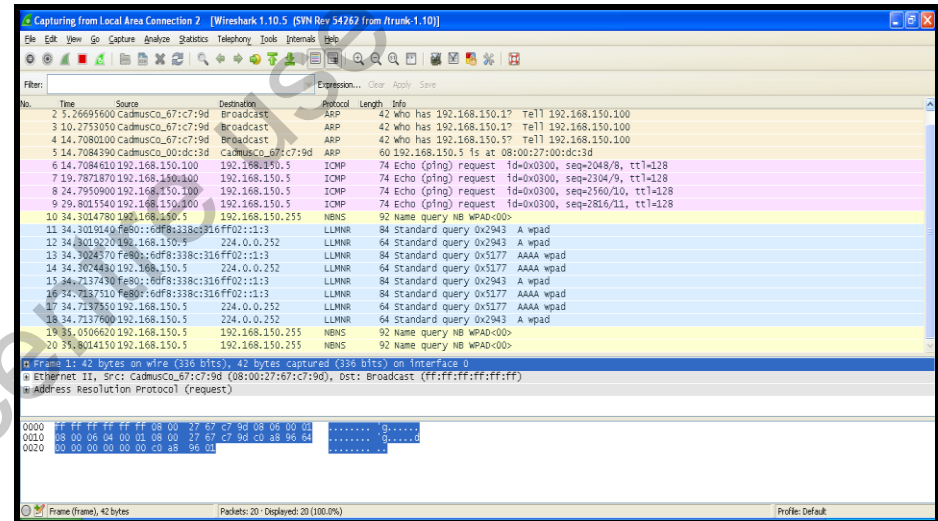 Capturing from Local Area Connection 2 [Wireshark 1.10.5 (SVN Rev 54262 from /trunk-1.10)]
File Edit View Go Capture Analyze Statistics Telephony Tools Internals Help
Filter: Expression... Clear Apply Save
No. Time Source Destination Protocol Length Info
2 5.26695600 CadmusCo_67:c7:9d Broadcast ARP 42 Who has 192.168.150.1? Tell 192.168.150.100
3 10.2753050 CadmusCo_67:c7:9d Broadcast ARP 42 Who has 192.168.150.1? Tell 192.168.150.100
4 14.7080100 CadmusCo_67:c7:9d Broadcast ARP 42 Who has 192.168.150.5? Tell 192.168.150.100
5 14.7084390 CadmusCo_00:dc:3d CadmusCo_67:c7:9d ARP 60 192.168.150.5 is at 08:00:27:00:dc:3d
6 14.7084610 192.168.150.100 192.168.150.5 ICMP 74 Echo (ping) request id=0x0300, seq=2048/8, ttl=128
7 19.7871870 192.168.150.100 192.168.150.5 ICMP 74 Echo (ping) request id=0x0300, seq=2304/9, ttl=128
8 24.7950900 192.168.150.100 192.168.150.5 ICMP 74 Echo (ping) request id=0x0300, seq=2560/10, ttl=128
9 29.8015540 192.168.150.100 192.168.150.5 ICMP 74 Echo (ping) request id=0x0300, seq=2816/11, ttl=128
10 34.3014780 192.168.150.5 192.168.150.255 NBNS 92 Name query NB WPAD<00>
11 34.3019140 fe80::6df8:338c:316 ff02::1:3 LLMNR 84 Standard query 0x2943 A wpad
12 34.3019220 192.168.150.5 224.0.0.252 LLMNR 64 Standard query 0x2943 A wpad
13 34.3024370 fe80::6df8:338c:316 ff02::1:3 LLMNR 84 Standard query 0x5177 AAAA wpad
14 34.3024430 192.168.150.5 224.0.0.252 LLMNR 64 Standard query 0x5177 AAAA wpad
15 34.7137430 fe80::6df8:338c:316 ff02::1:3 LLMNR 84 Standard query 0x2943 A wpad
16 34.7137510 fe80::6df8:338c:316 ff02::1:3 LLMNR 84 Standard query 0x5177 AAAA wpad
17 34.7137550 192.168.150.5 224.0.0.252 LLMNR 64 Standard query 0x5177 AAAA wpad
18 34.7137600 192.168.150.5 224.0.0.252 LLMNR 64 Standard query 0x2943 A wpad
19 35.0506620 192.168.150.5 192.168.150.255 NBNS 92 Name query NB WPAD<00>
20 35.8014150 192.168.150.5 192.168.150.255 NBNS 92 Name query NB WPAD<00>
Frame 1: 42 bytes on wire (336 bits), 42 bytes captured (336 bits) on interface 0
Ethernet II, Src: CadmusCo_67:c7:9d (08:00:27:67:c7:9d), Dst: Broadcast (ff:ff:ff:ff:ff:ff)
Address Resolution Protocol (request)
0000 ff ff ff ff ff ff 08 00 27 67 c7 9d 08 06 00 01 ........ 'g......
0010 08 00 06 04 00 01 08 00 27 67 c7 9d c0 a8 96 64 ........ 'g.....d
0020 00 00 00 00 00 00 c0 a8 96 01 ........ ..
Frame (frame), 42 bytes Packets: 20 · Displayed: 20 (100.0%) Profile: Default
centre use